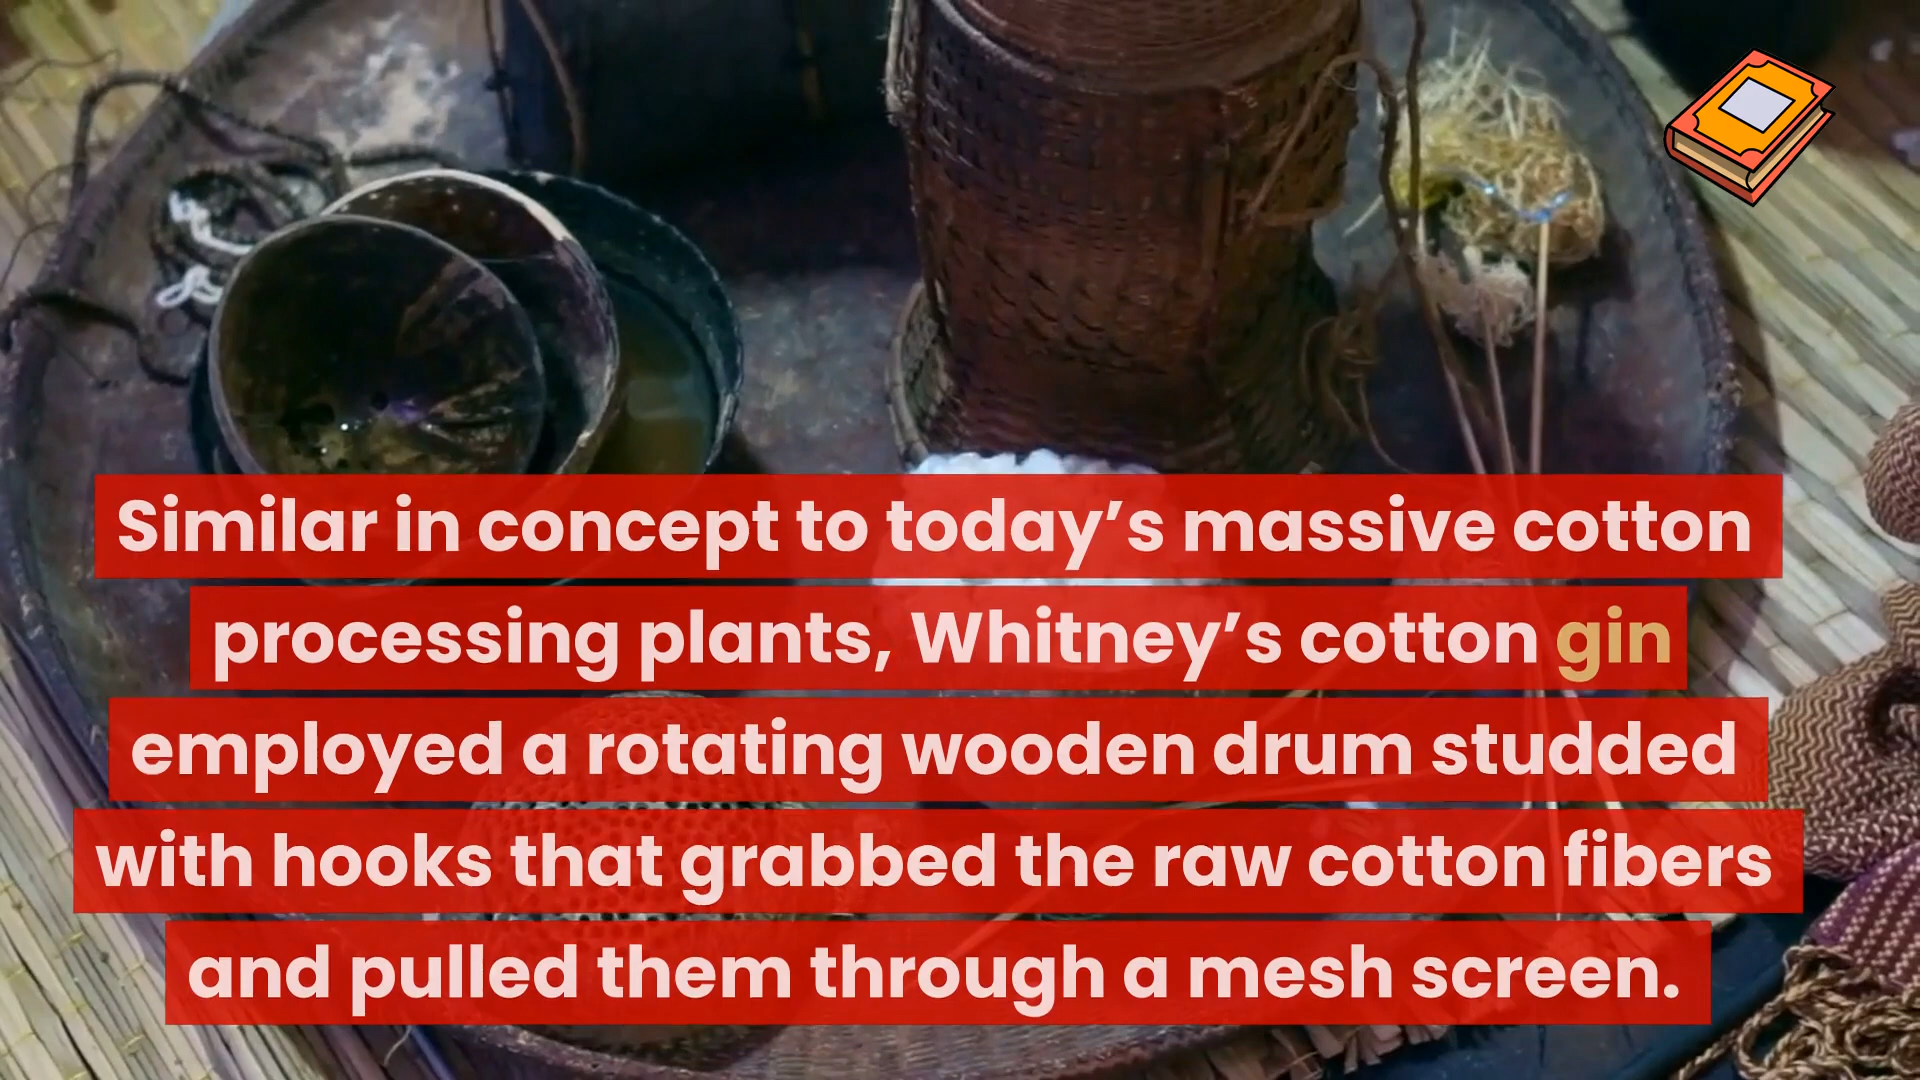 Similar in concept to today’s massive cotton
processing plants, Whitney’s cotton gin
employed a rotating wooden drum studded
with hooks that grabbed the raw cotton fibers
and pulled them through a mesh screen.